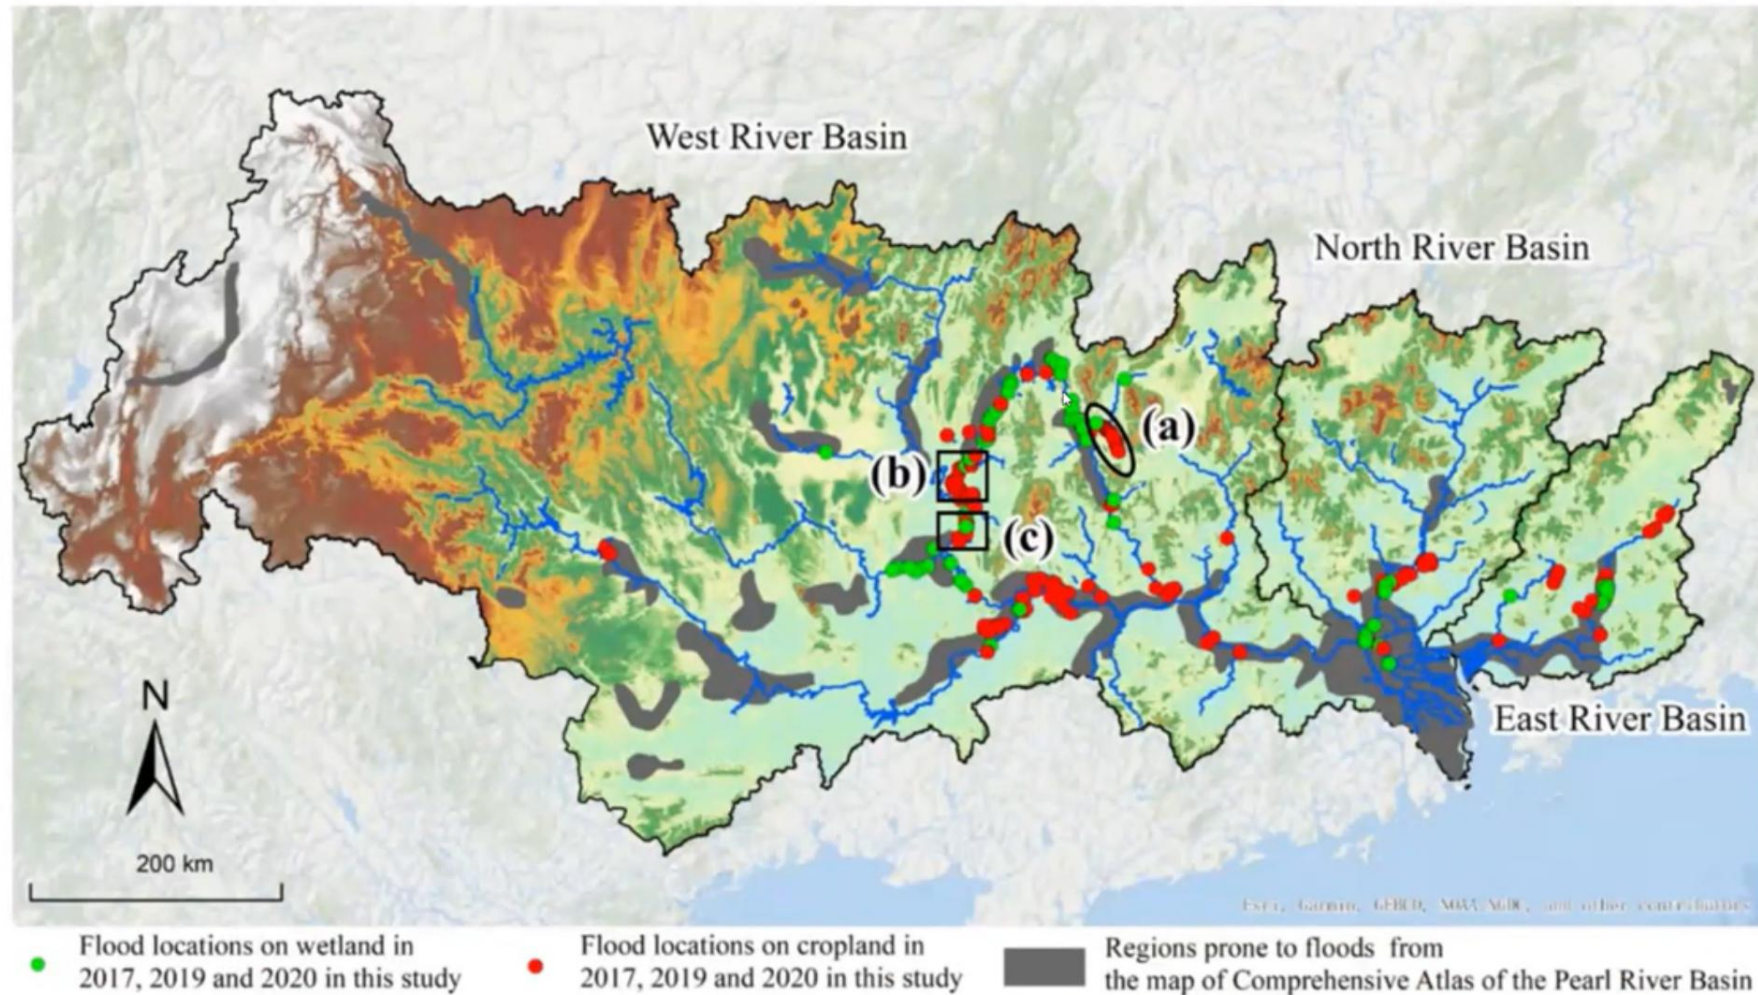 West River Basin
North River Basin
(a)
(b)
(c)
East River Basin
N
200 km
Esri, Garmin, GEBCO, NOAA NGDC, and other contributors
Flood locations on wetland in
2017, 2019 and 2020 in this study
Flood locations on cropland in
2017, 2019 and 2020 in this study
Regions prone to floods from
the map of Comprehensive Atlas of the Pearl River Basin